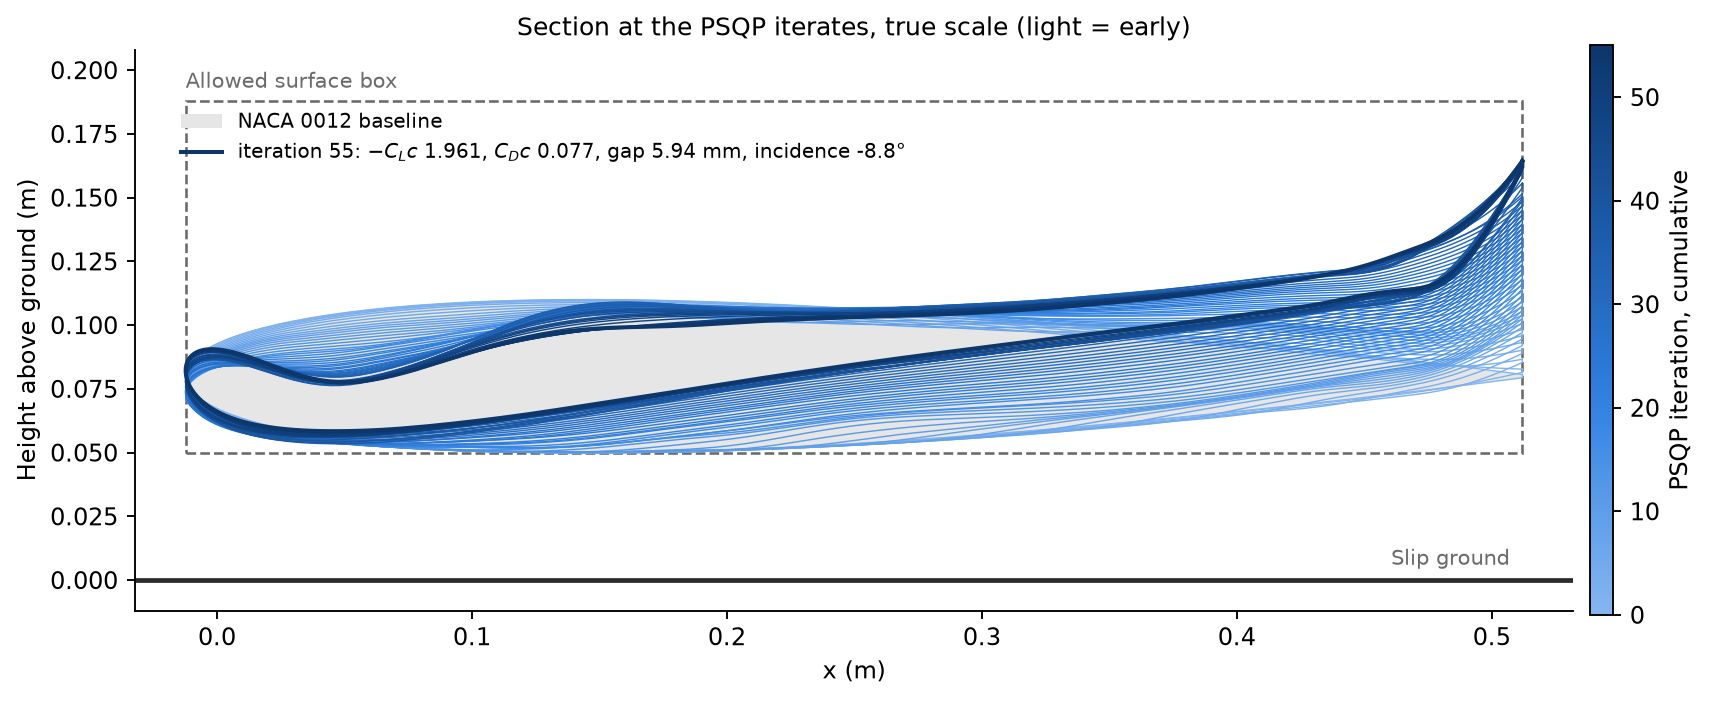 Section at the PSQP iterates, true scale (light = early)
Allowed surface box
NACA 0012 baseline
iteration 55: −C_Lc 1.961, C_Dc 0.077, gap 5.94 mm, incidence -8.8°
Slip ground
Height above ground (m)
0.200
0.175
0.150
0.125
0.100
0.075
0.050
0.025
0.000
0.0
0.1
0.2
0.3
0.4
0.5
x (m)
50
40
30
20
10
0
PSQP iteration, cumulative